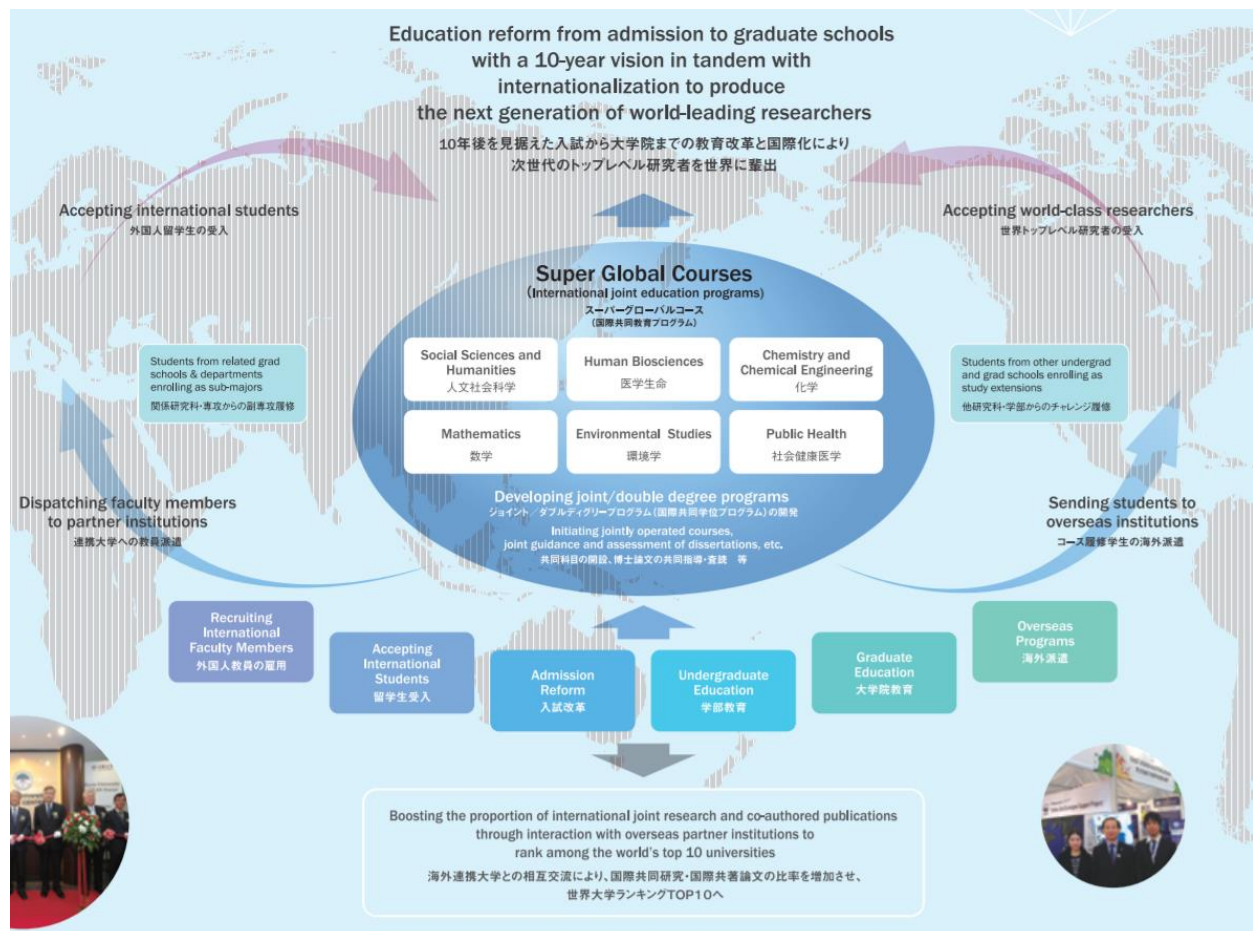 Education reform from admission to graduate schools
with a 10-year vision in tandem with
internationalization to produce
the next generation of world-leading researchers
10年後を見据えた入試から大学院までの教育改革と国際化により
次世代のトップレベル研究者を世界に輩出
Accepting international students
外国人留学生の受入
Accepting world-class researchers
世界トップレベル研究者の受入
Super Global Courses
(International joint education programs)
スーパーグローバルコース
(国際共同教育プログラム)
Students from related grad
schools & departments
enrolling as sub-majors
関係研究科・専攻からの副専攻履修
Social Sciences and
Humanities
人文社会科学
Human Biosciences
医学生命
Chemistry and
Chemical Engineering
化学
Mathematics
数学
Environmental Studies
環境学
Public Health
社会健康医学
Students from other undergrad
and grad schools enrolling as
study extensions
他研究科・学部からのチャレンジ履修
Dispatching faculty members
to partner institutions
連携大学への教員派遣
Developing joint/double degree programs
ジョイント/ダブルディグリープログラム(国際共同学位プログラム)の開発
Initiating jointly operated courses,
joint guidance and assessment of dissertations, etc.
共同科目の開設、博士論文の共同指導・査読 等
Sending students to
overseas institutions
コース履修学生の海外派遣
Recruiting
International
Faculty Members
外国人教員の雇用
Accepting
International
Students
留学生受入
Admission
Reform
入試改革
Undergraduate
Education
学部教育
Graduate
Education
大学院教育
Overseas
Programs
海外派遣
Boosting the proportion of international joint research and co-authored publications
through interaction with overseas partner institutions to
rank among the world's top 10 universities
海外連携大学との相互交流により、国際共同研究・国際共著論文の比率を増加させ、
世界大学ランキングTOP10へ